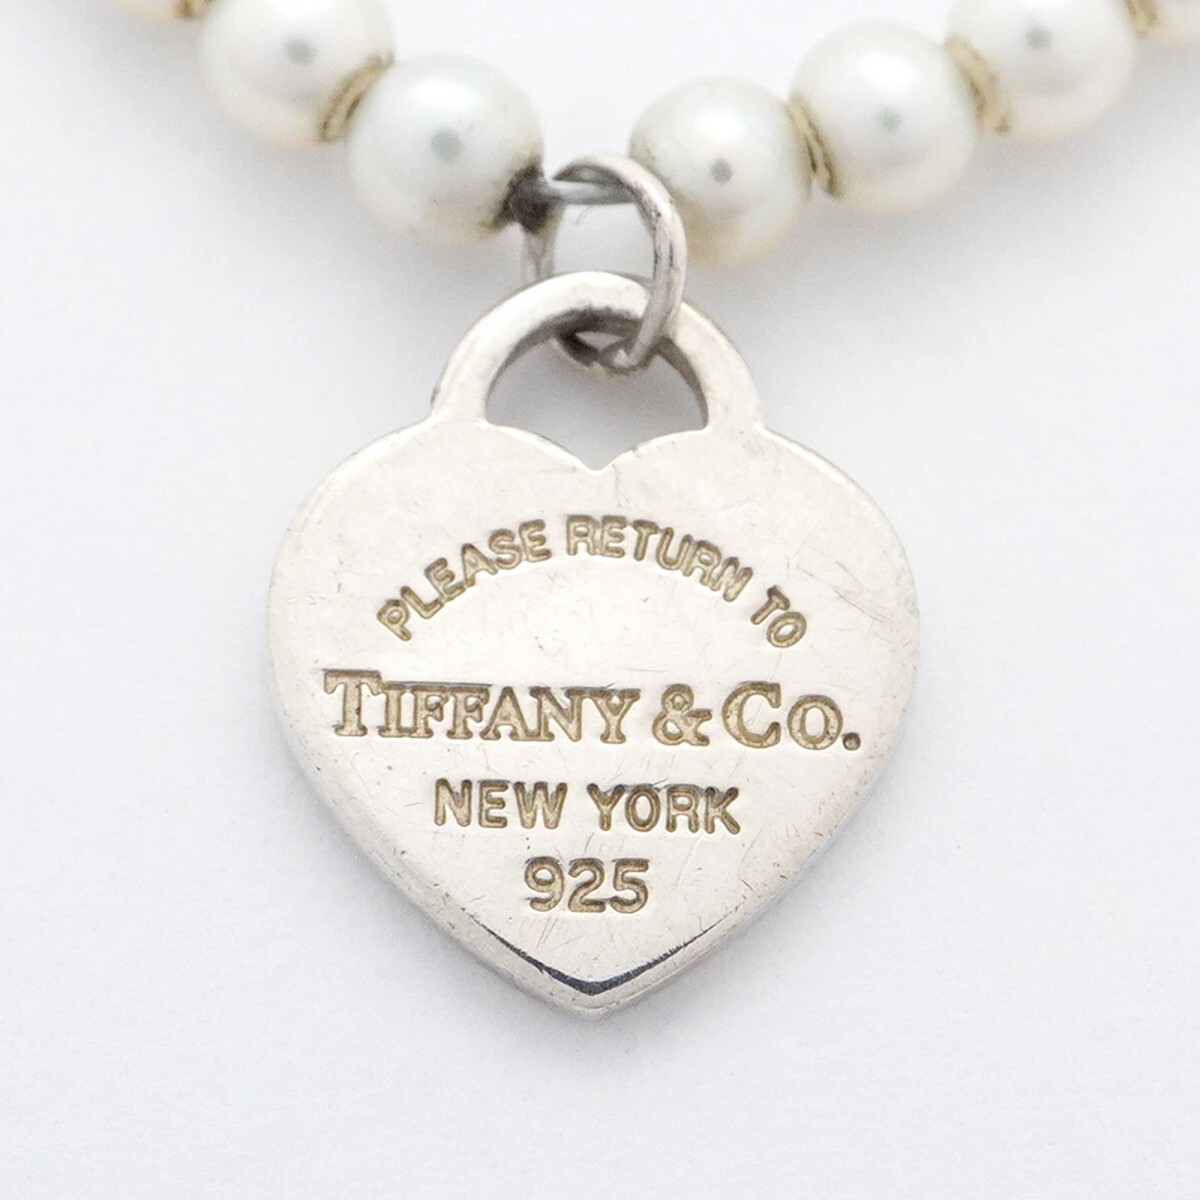 PLEASE RETURN TO
TIFFANY & CO.
NEW YORK
925